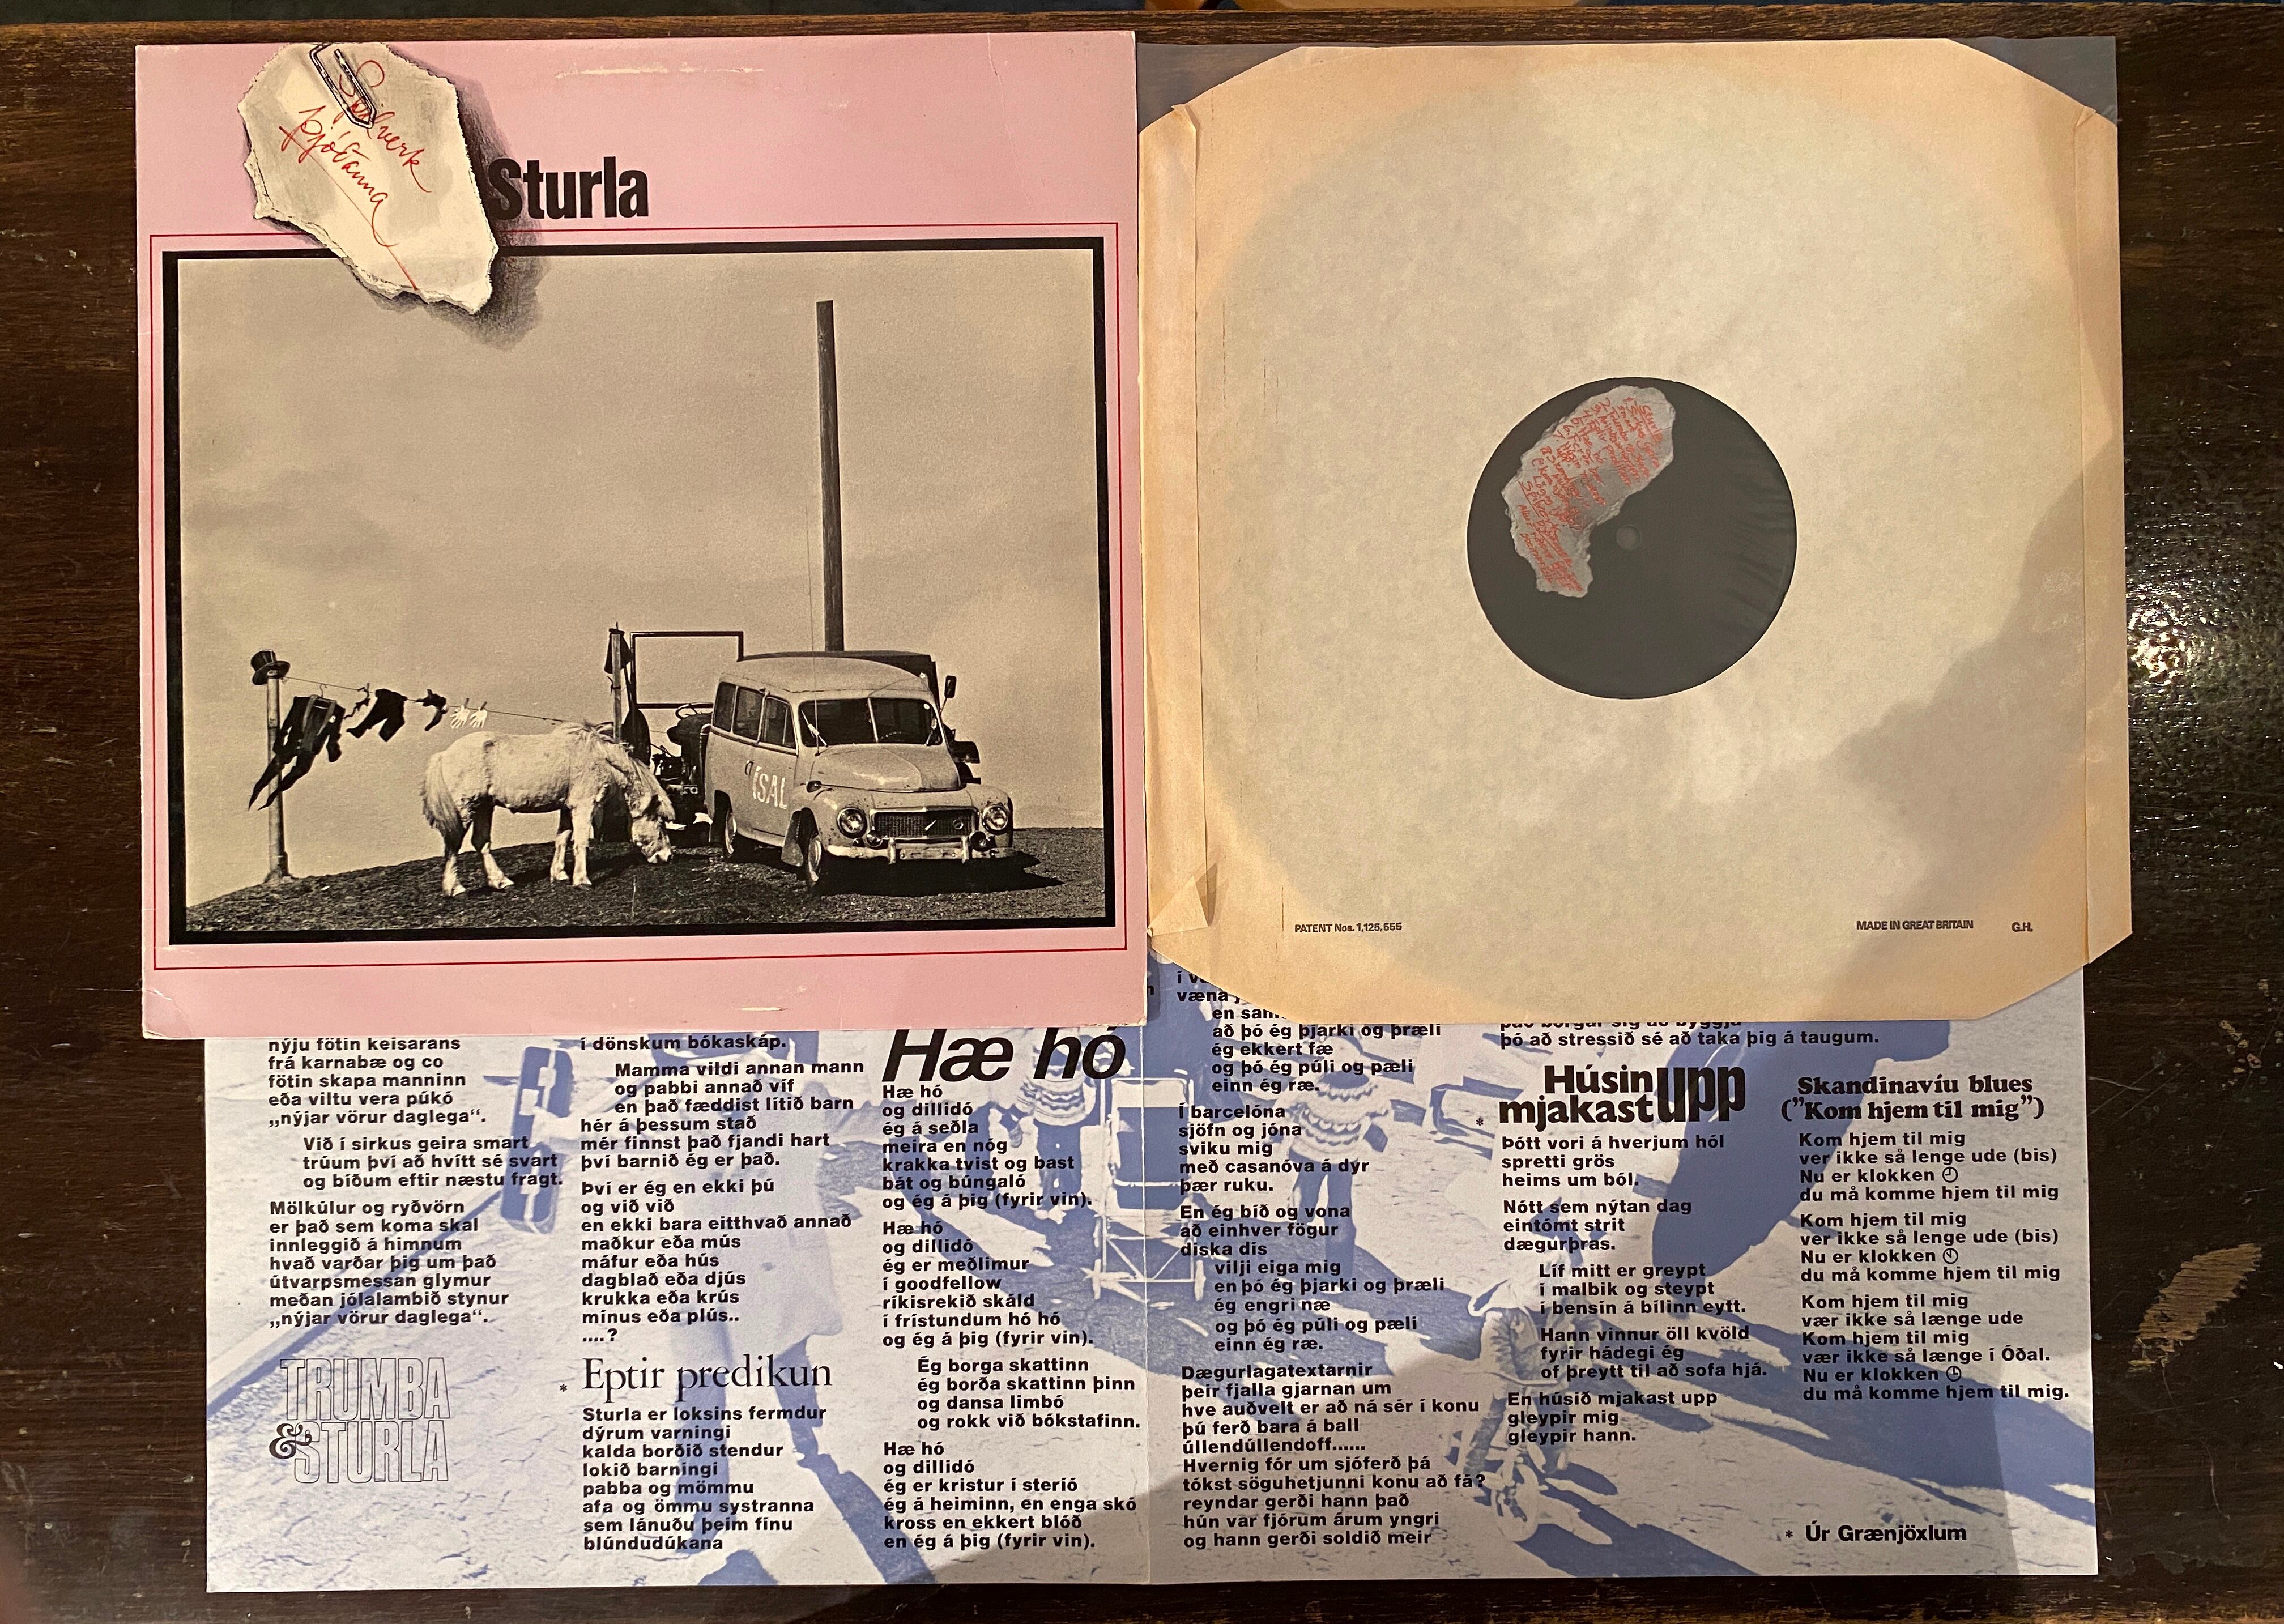 Spilverk
þjóðanna
Sturla
ÍSAL
PATENT Nos. 1,125,555
MADE IN GREAT BRITAIN
G.H.
nýju fötin keisarans
frá karnabæ og co
fötin skapa manninn
eða viltu vera púkó
„nýjar vörur daglega“.
Við í sirkus geira smart
trúum því að hvítt sé svart
og bíðum eftir næstu fragt.
Mölkúlur og ryðvörn
er það sem koma skal
innleggið á himnum
hvað varðar þig um það
útvarpsmessan glymur
meðan jólalambið stynur
„nýjar vörur daglega“.
TRUMBA
& STURLA
í dönskum bókaskáp.
Mamma vildi annan mann
og pabbi annað víf
en það fæddist lítið barn
hér á þessum stað
mér finnst það fjandi hart
því barnið ég er það.
Því er ég en ekki þú
og við við
en ekki bara eitthvað annað
maðkur eða mús
máfur eða hús
dagblað eða djús
krukka eða krús
mínus eða plús..
....?
* Eptir predikun
Sturla er loksins fermdur
dýrum varningi
kalda borðið stendur
lokið barningi
pabba og mömmu
afa og ömmu systranna
sem lánuðu þeim fínu
blúndudúkana
Hæ hó
Hæ hó
og dillidó
ég á seðla
meira en nóg
krakka tvist og bast
bát og búngaló
og ég á þig (fyrir vin).
Hæ hó
og dillidó
ég er meðlimur
í goodfellow
ríkisrekið skáld
í frístundum hó hó
og ég á þig (fyrir vin).
Ég borga skattinn
ég borða skattinn þinn
og dansa limbó
og rokk við bókstafinn.
Hæ hó
og dillidó
ég er kristur í steríó
ég á heiminn, en enga skó
kross en ekkert blóð
en ég á þig (fyrir vin).
væna
en
að þó ég þjarki og þræli
ég ekkert fæ
og þó ég púli og pæli
einn ég ræ.
Í barcelóna
sjöfn og jóna
sviku mig
með casanóva á dýr
þær ruku.
En ég bíð og vona
að einhver fögur
diska dís
vilji eiga mig
en þó ég þjarki og þræli
ég engri næ
og þó ég púli og pæli
einn ég ræ.
Dægurlagatextarnir
þeir fjalla gjarnan um
hve auðvelt er að ná sér í konu
þú ferð bara á ball
úllendúllendoff......
Hvernig fór um sjóferð þá
tókst söguhetjunni konu að fá?
reyndar gerði hann það
hún var fjórum árum yngri
og hann gerði soldið meir
það borgar sig að byggja
þó að stressið sé að taka þig á taugum.
* Húsin
mjakast upp
Þótt vori á hverjum hól
spretti grös
heims um ból.
Nótt sem nýtan dag
eintómt strit
dægurþras.
Líf mitt er greypt
í malbik og steypt
í bensín á bílinn eytt.
Hann vinnur öll kvöld
fyrir hádegi ég
of þreytt til að sofa hjá.
En húsið mjakast upp
gleypir mig
gleypir hann.
Skandinavíu blues
(”Kom hjem til mig”)
Kom hjem til mig
ver ikke så lenge ude (bis)
Nu er klokken
du må komme hjem til mig
Kom hjem til mig
ver ikke så lenge ude (bis)
Nu er klokken
du må komme hjem til mig
Kom hjem til mig
vær ikke så længe ude
Kom hjem til mig
vær ikke så længe í Óðal.
Nu er klokken
du må komme hjem til mig.
* Úr Grænjöxlum